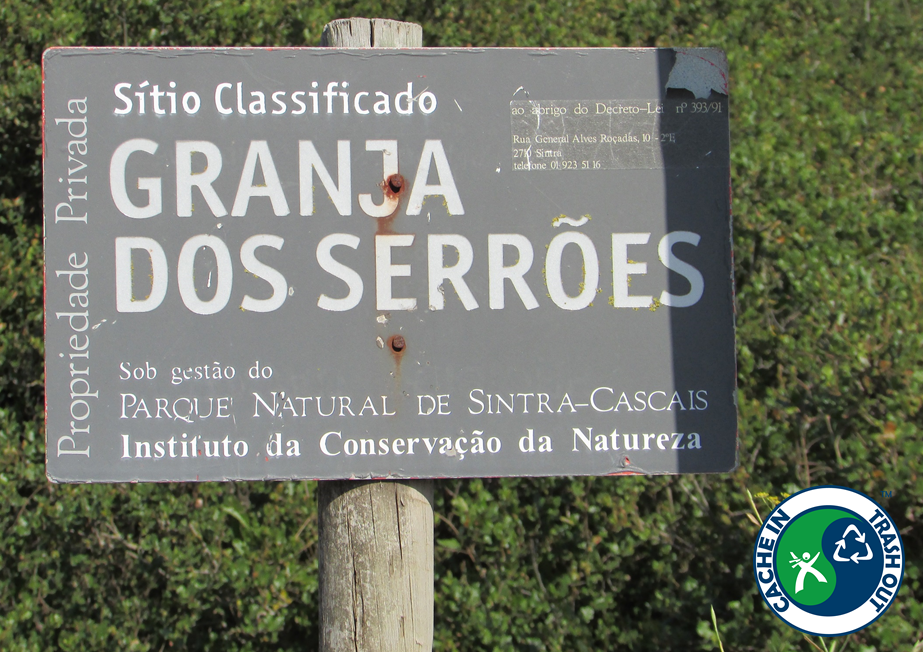 Propriedade Privada
Sítio Classificado
ao abrigo do Decreto-Lei nº 393/91
Rua General Alves Roçadas, 10 - 2ºE
2710 Sintra
telefone 01 923 51 16
GRANJA
DOS SERRÕES
Sob gestão do
PARQUE NATURAL DE SINTRA-CASCAIS
Instituto da Conservação da Natureza
CACHE IN TRASH OUT